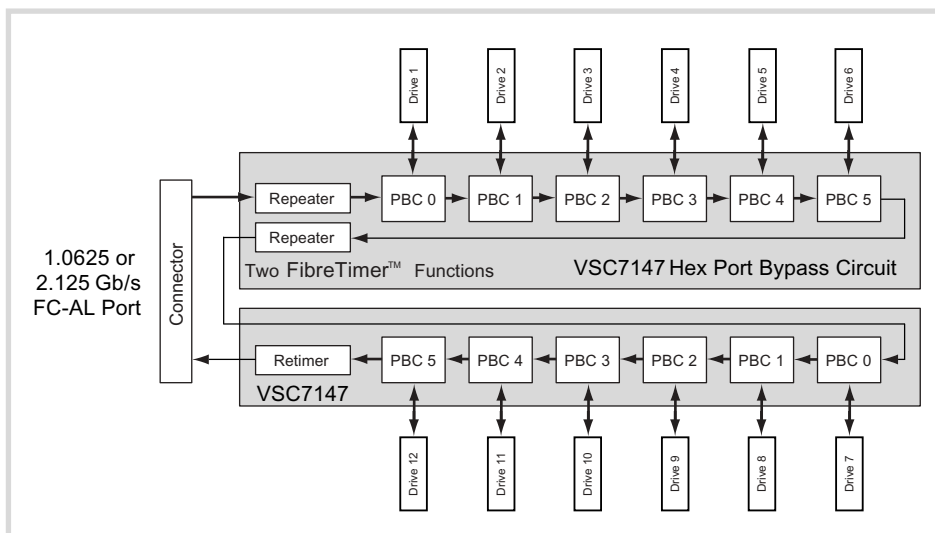 Drive 1
Drive 2
Drive 3
Drive 4
Drive 5
Drive 6
Repeater
PBC 0
PBC 1
PBC 2
PBC 3
PBC 4
PBC 5
Repeater
Two FibreTimer™ Functions
VSC7147 Hex Port Bypass Circuit
1.0625 or
2.125 Gb/s
FC-AL Port
Connector
Retimer
PBC 5
PBC 4
PBC 3
PBC 2
PBC 1
PBC 0
VSC7147
Drive 12
Drive 11
Drive 10
Drive 9
Drive 8
Drive 7